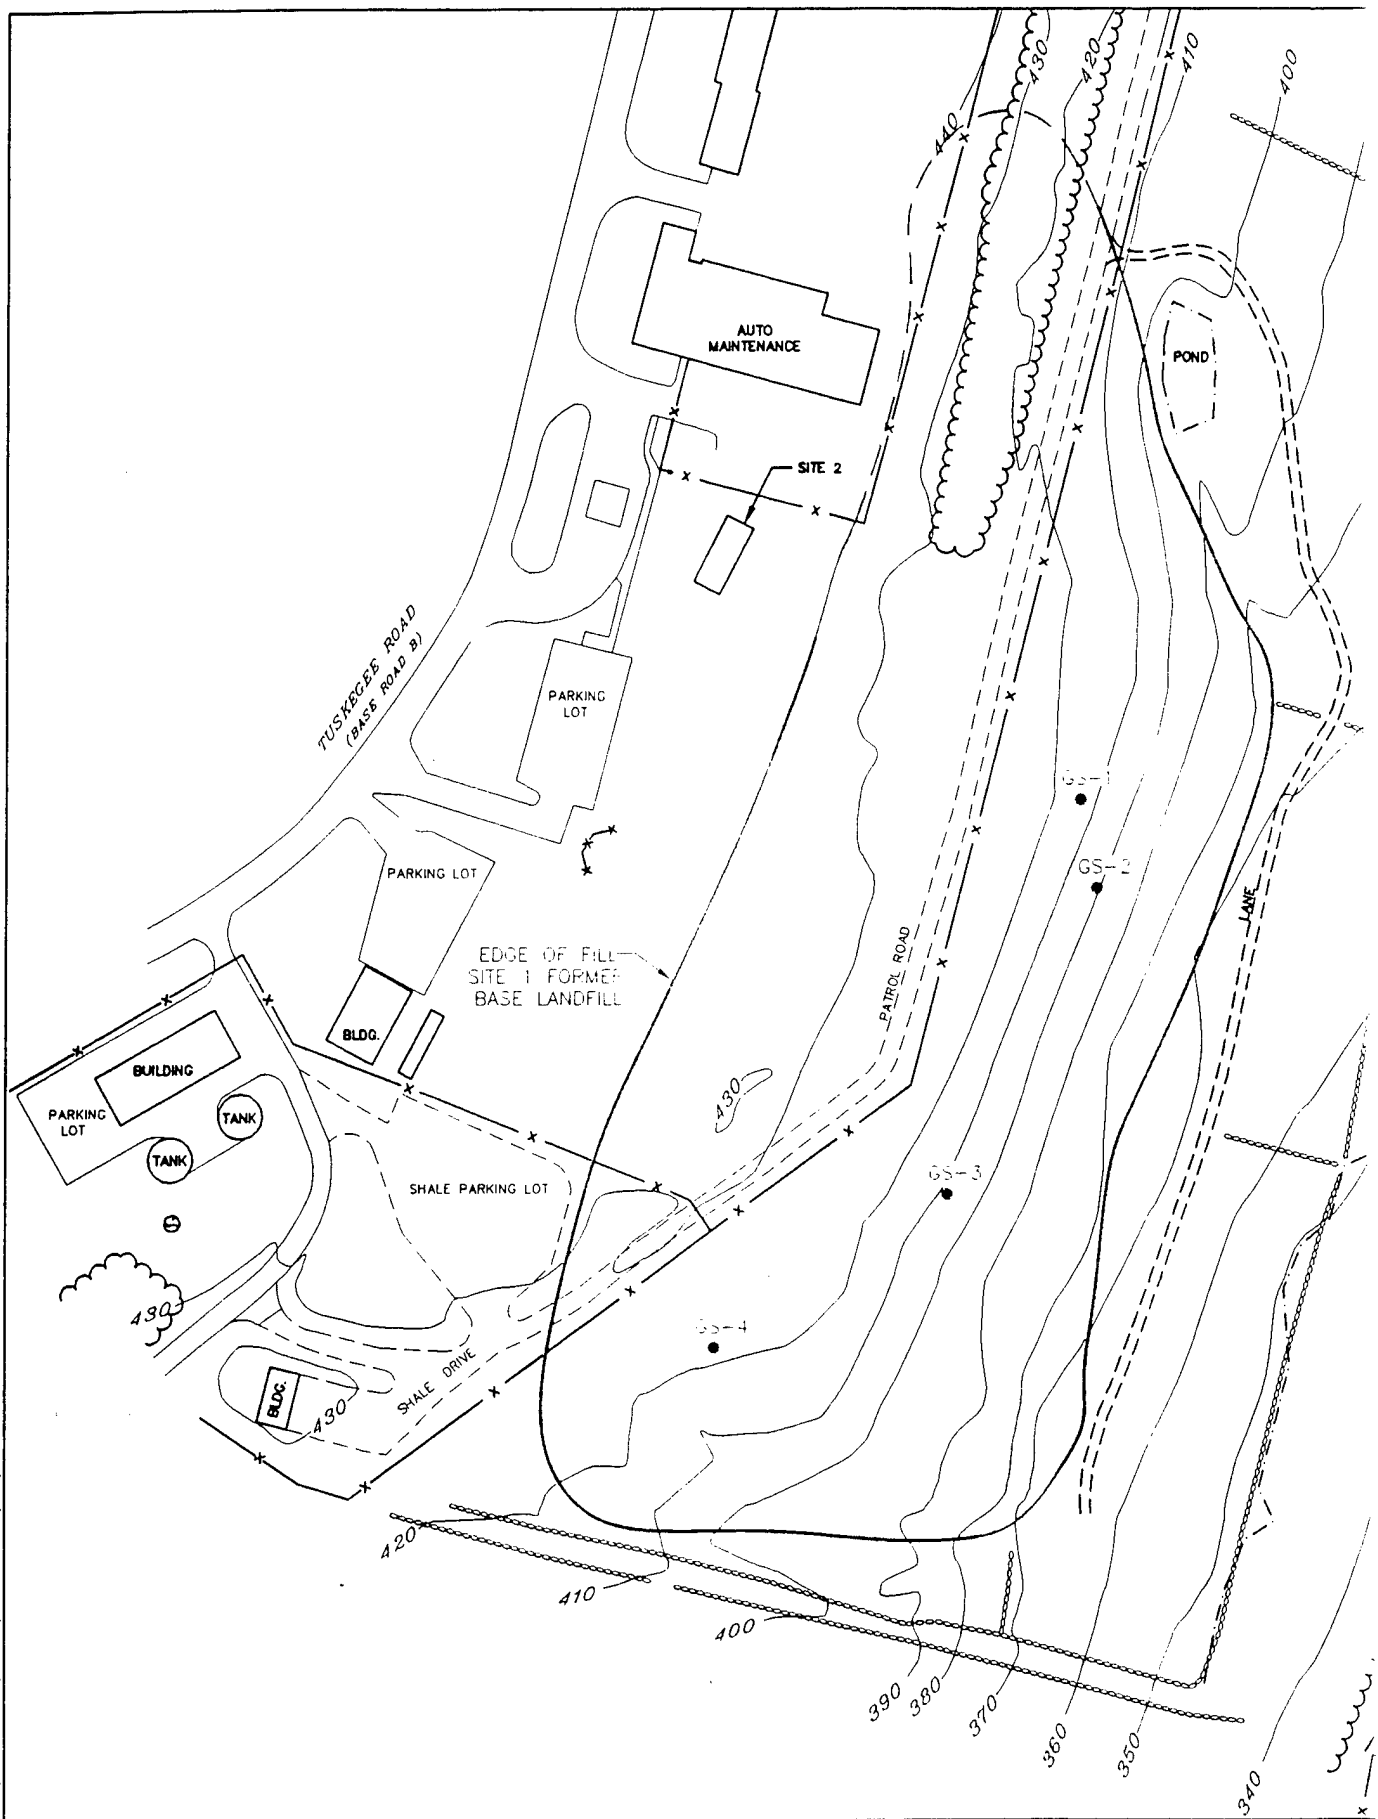 430
420
410
400
440
AUTO
MAINTENANCE
POND
SITE 2
TUSKEGEE ROAD
(BASE ROAD B)
PARKING
LOT
GS-1
GS-2
PARKING LOT
LANE
EDGE OF FILL
SITE 1 FORMER
BASE LANDFILL
PATROL ROAD
BLDG.
BUILDING
PARKING
LOT
TANK
TANK
430
SHALE PARKING LOT
GS-3
S
430
GS-4
SHALE DRIVE
BLDG.
430
420
410
400
390
380
370
360
350
340